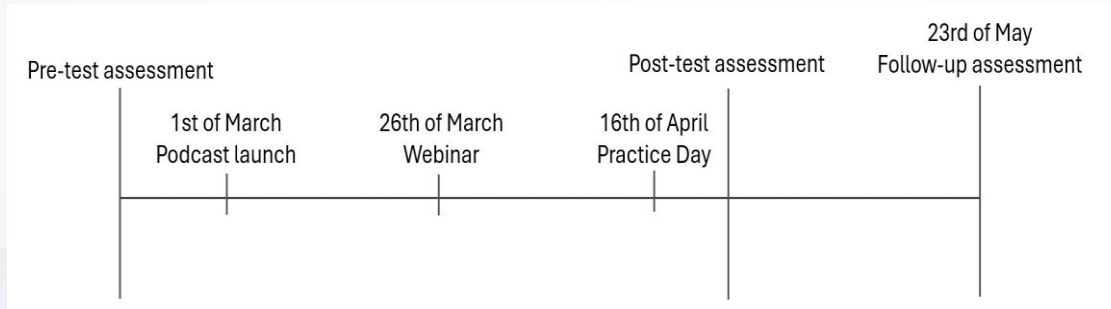 Pre-test assessment
1st of March
Podcast launch
26th of March
Webinar
16th of April
Practice Day
Post-test assessment
23rd of May
Follow-up assessment